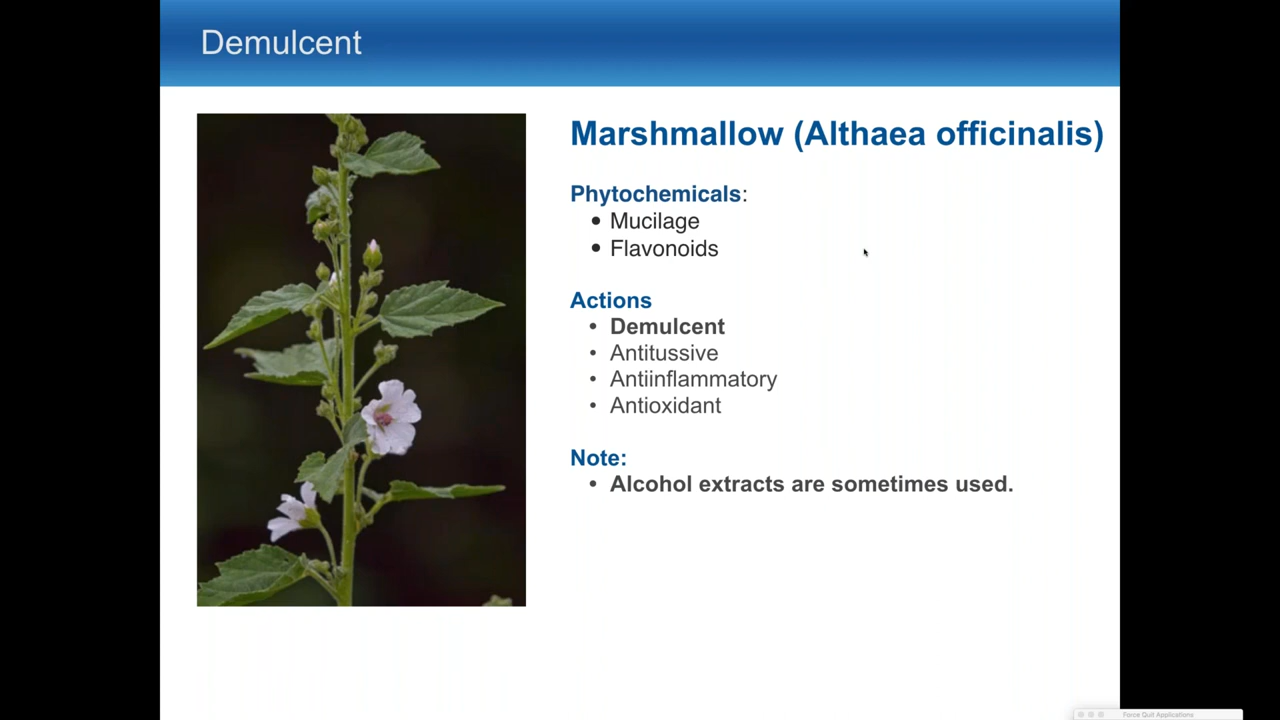 Demulcent
Marshmallow (Althaea officinalis)
Phytochemicals:
• Mucilage
• Flavonoids
Actions
• Demulcent
• Antitussive
• Antiinflammatory
• Antioxidant
Note:
• Alcohol extracts are sometimes used.
Force Quit Applications